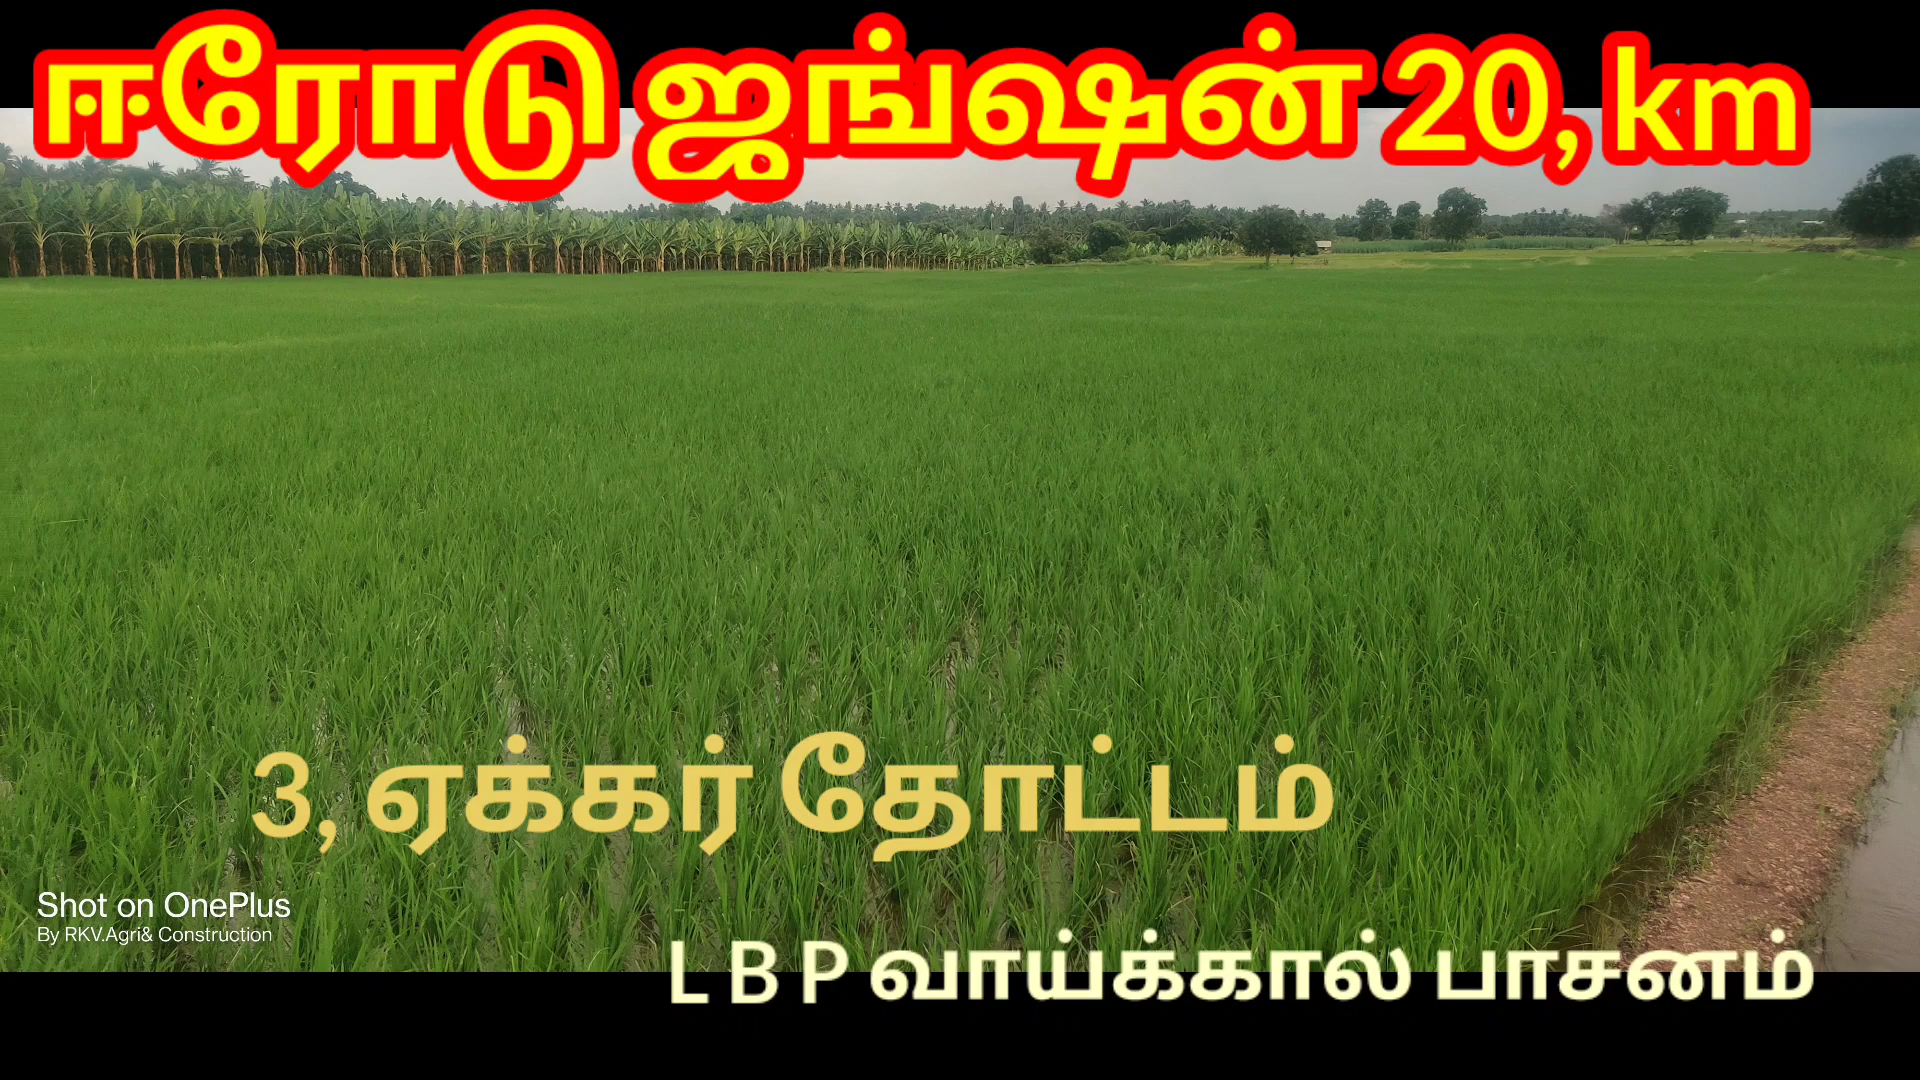 ஈரோடு ஜங்ஷன் 20, km
3, ஏக்கர் தோட்டம்
Shot on OnePlus
By RKV.Agri& Construction
L B P வாய்க்கால் பாசனம்